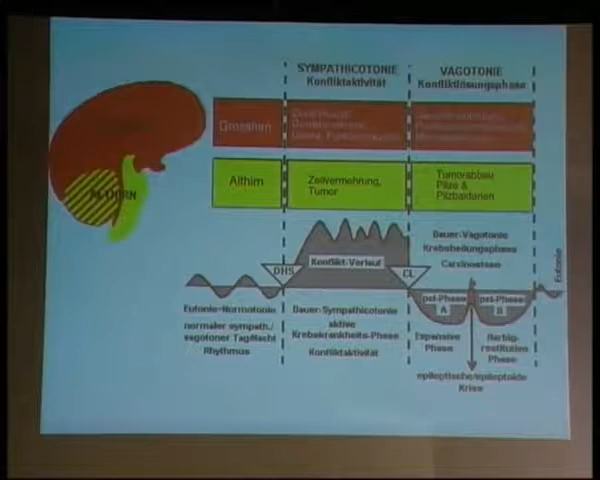 SYMPATHICOTONIE
Konfliktaktivität
VAGOTONIE
Konfliktlösungsphase
Grosshirn
Althirn
Zellvermehrung,
Tumor
Tumorabbau
Pilze &
Pilzbakterien
ALTHIRN
Dauer-Vagotonie
Krebsheilungsphase
Konflikt-Verlauf
DHS
CL
Eutonie
pcl-Phase
A
pcl-Phase
B
Eutonie=Normotonie
normaler sympath./
vagotoner Tag/Nacht
Rhythmus
Dauer-Sympathicotonie
aktive
Krebskrankheits-Phase
Konfliktaktivität
Phase
Narbig-
restitutive
Phase
epileptische/epileptoide
Krise